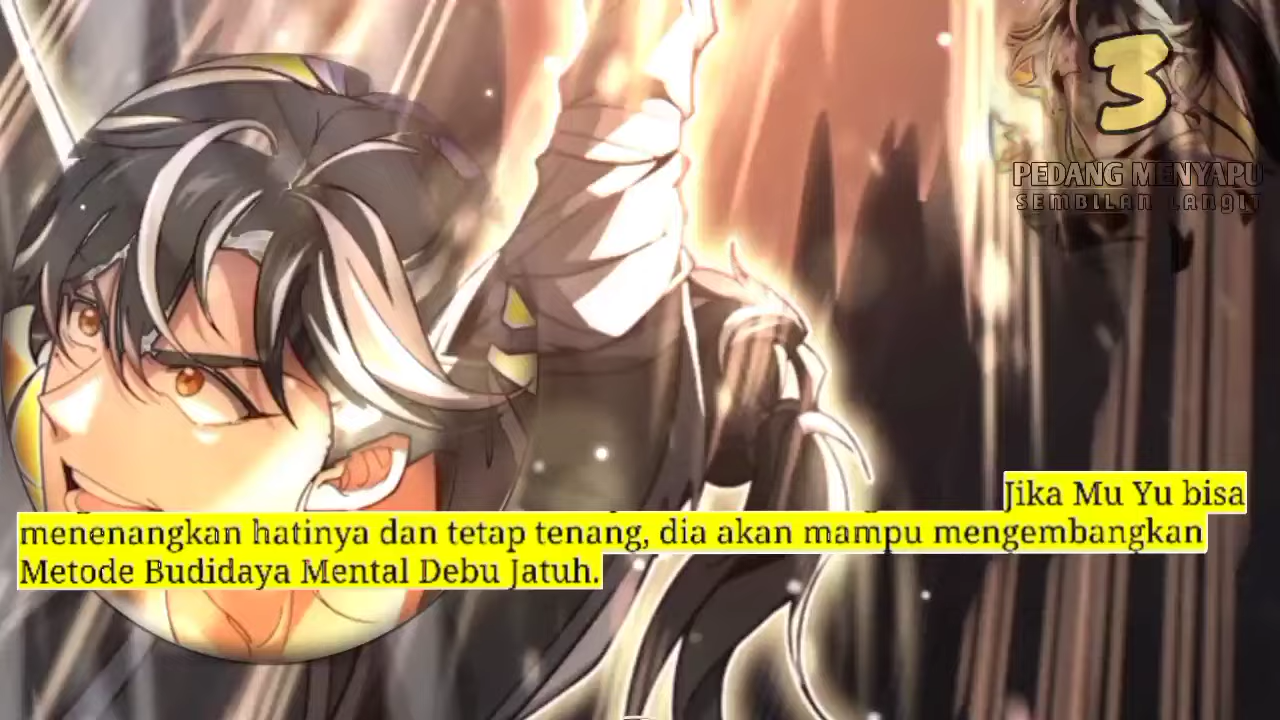 3
PEDANG MENYAPU
SEMBILAN LANGIT
Jika Mu Yu bisa
menenangkan hatinya dan tetap tenang, dia akan mampu mengembangkan
Metode Budidaya Mental Debu Jatuh.